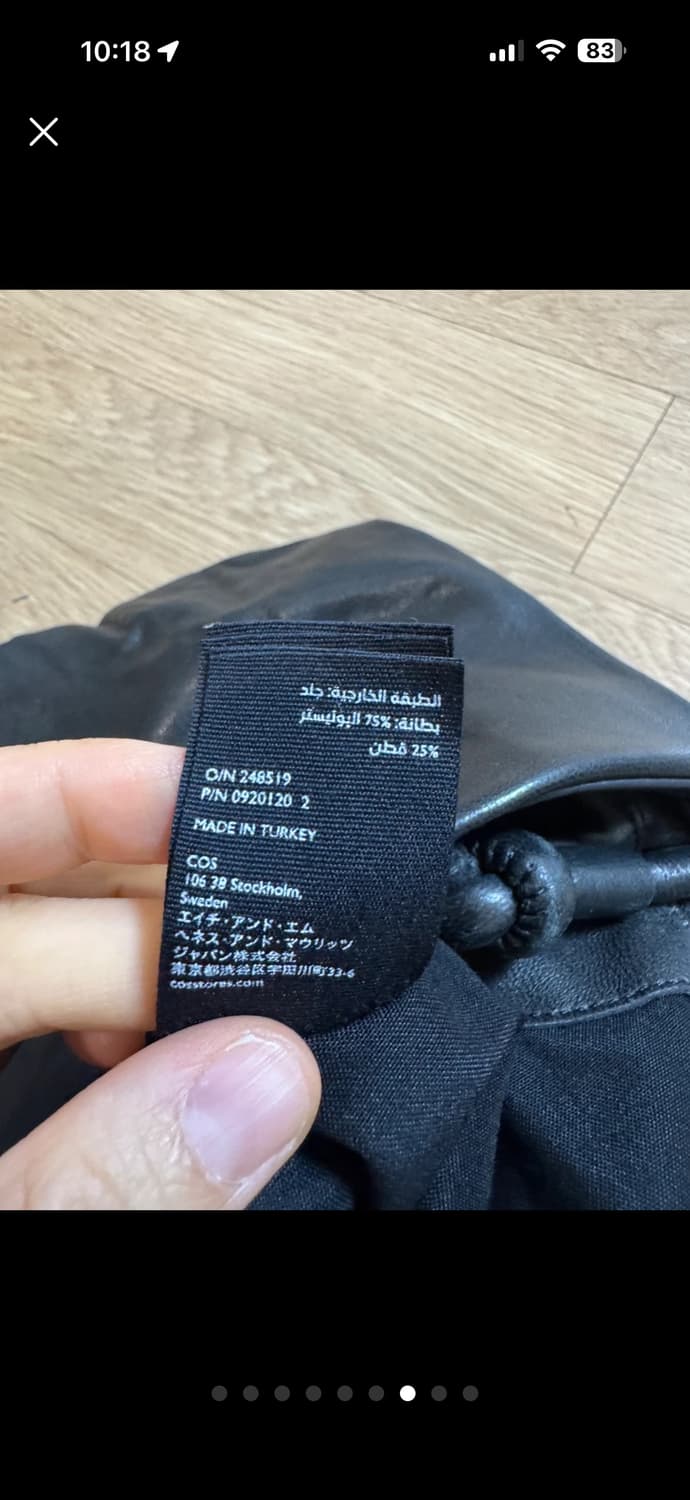 10:18
83
الطبقة الخارجية: جلد
بطانة: 75% البوليستر
25% قطن
O/N 248519
P/N 0920120 2
MADE IN TURKEY
COS
106 38 Stockholm,
Sweden
エイチ・アンド・エム
ヘネス・アンド・マウリッツ
ジャパン株式会社
東京都渋谷区宇田川町33-6
cosstores.com